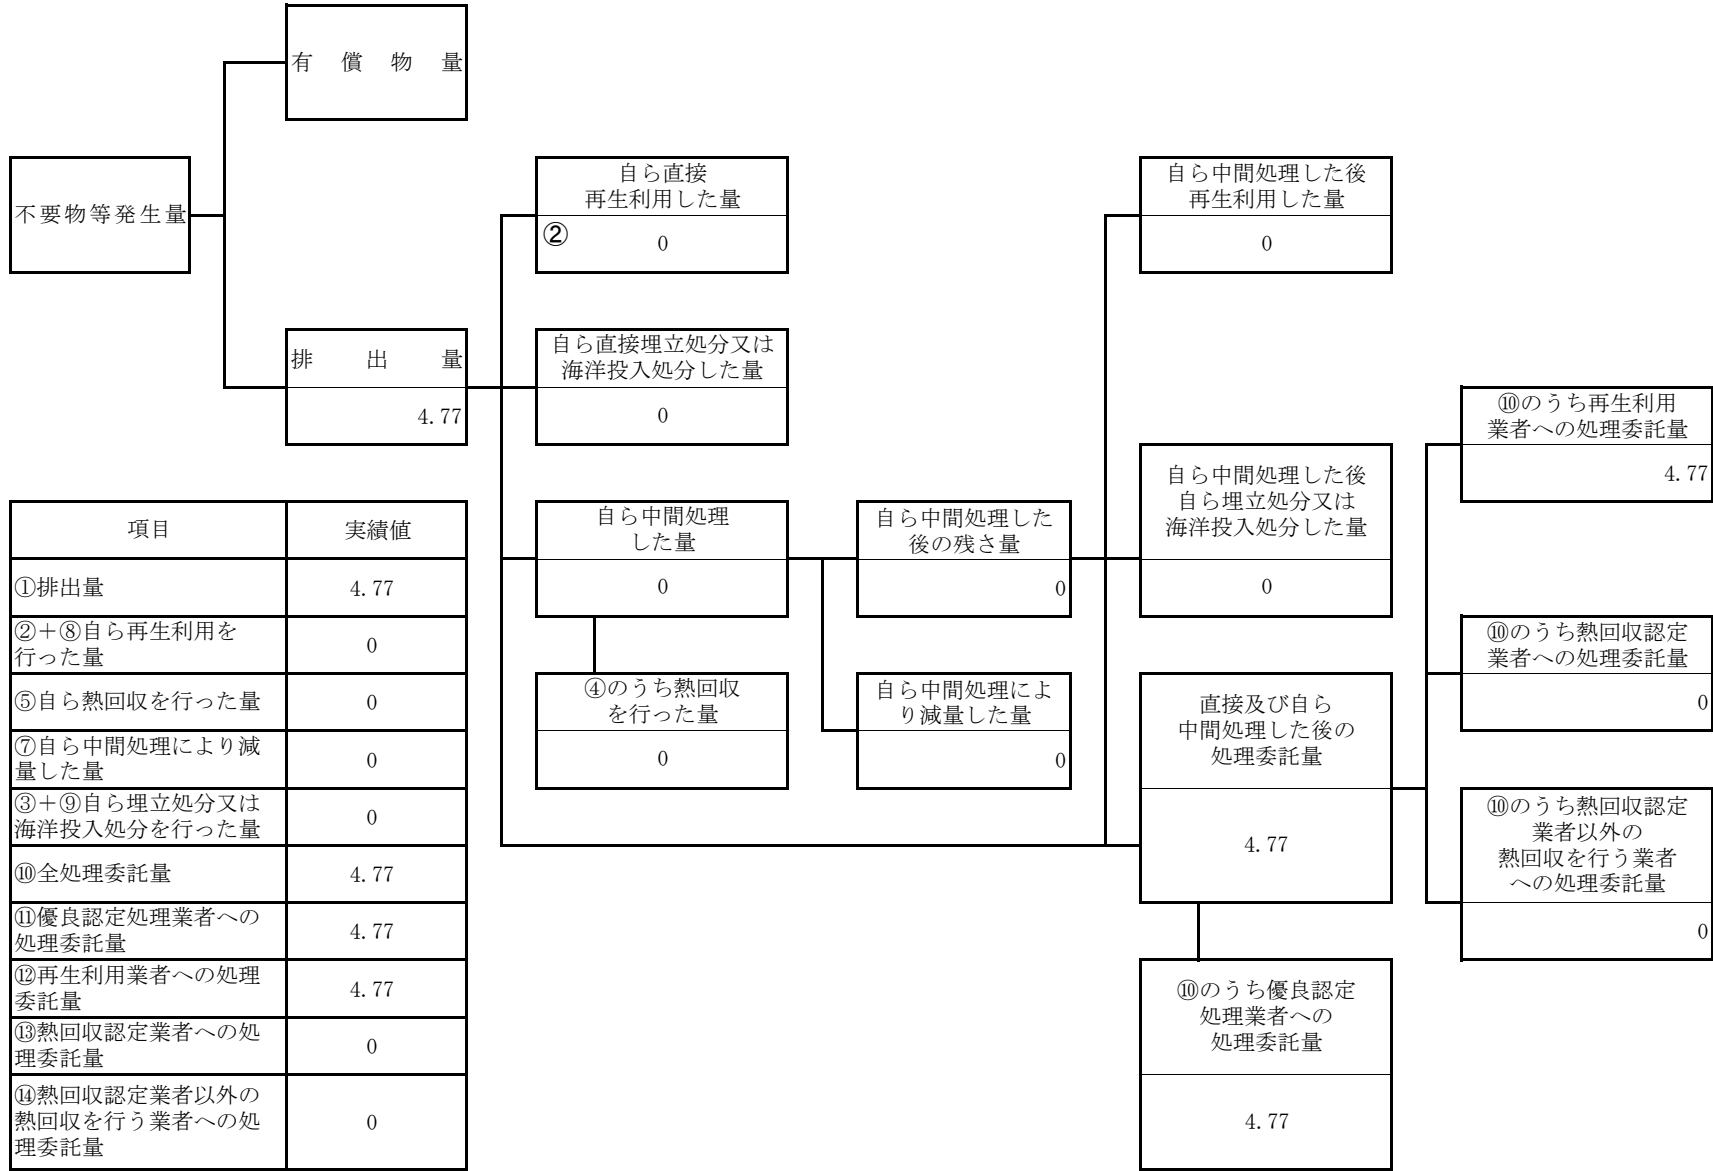 有償物量
不要物等発生量
自ら直接
再生利用した量
②
0
自ら中間処理した後
再生利用した量
0
排出量
4.77
自ら直接埋立処分又は
海洋投入処分した量
0
⑩のうち再生利用
業者への処理委託量
4.77
自ら中間処理
した量
0
自ら中間処理した
後の残さ量
0
自ら中間処理した後
自ら埋立処分又は
海洋投入処分した量
0
⑩のうち熱回収認定
業者への処理委託量
0
④のうち熱回収
を行った量
0
自ら中間処理によ
り減量した量
0
直接及び自ら
中間処理した後の
処理委託量
4.77
⑩のうち熱回収認定
業者以外の
熱回収を行う業者
への処理委託量
0
⑩のうち優良認定
処理業者への
処理委託量
4.77
項目 実績値
①排出量 4.77
②＋⑧自ら再生利用を
行った量 0
⑤自ら熱回収を行った量 0
⑦自ら中間処理により減
量した量 0
③＋⑨自ら埋立処分又は
海洋投入処分を行った量 0
⑩全処理委託量 4.77
⑪優良認定処理業者への
処理委託量 4.77
⑫再生利用業者への処理
委託量 4.77
⑬熱回収認定業者への処
理委託量 0
⑭熱回収認定業者以外の
熱回収を行う業者への処
理委託量 0